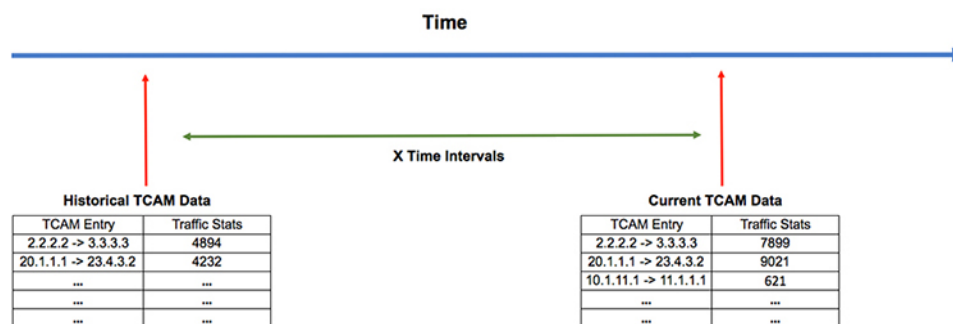 Time
X Time Intervals
Historical TCAM Data
TCAM Entry Traffic Stats
2.2.2.2 -> 3.3.3.3 4894
20.1.1.1 -> 23.4.3.2 4232
... ...
... ...
... ...
Current TCAM Data
TCAM Entry Traffic Stats
2.2.2.2 -> 3.3.3.3 7899
20.1.1.1 -> 23.4.3.2 9021
10.1.11.1 -> 11.1.1.1 621
... ...
... ...